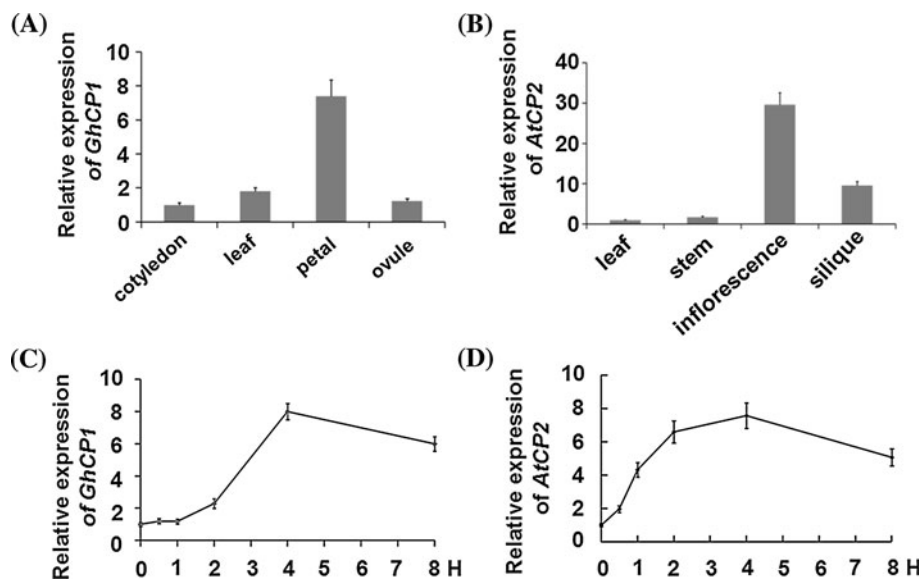 (A)
Relative expression
of GhCP1
10
8
6
4
2
0
cotyledon
leaf
petal
ovule
(B)
Relative expression
of AtCP2
40
30
20
10
0
leaf
stem
inflorescence
silique
(C)
Relative expression
of GhCP1
10
8
6
4
2
0
0 1 2 3 4 5 6 7 8 H
(D)
Relative expression
of AtCP2
10
8
6
4
2
0
0 1 2 3 4 5 6 7 8 H